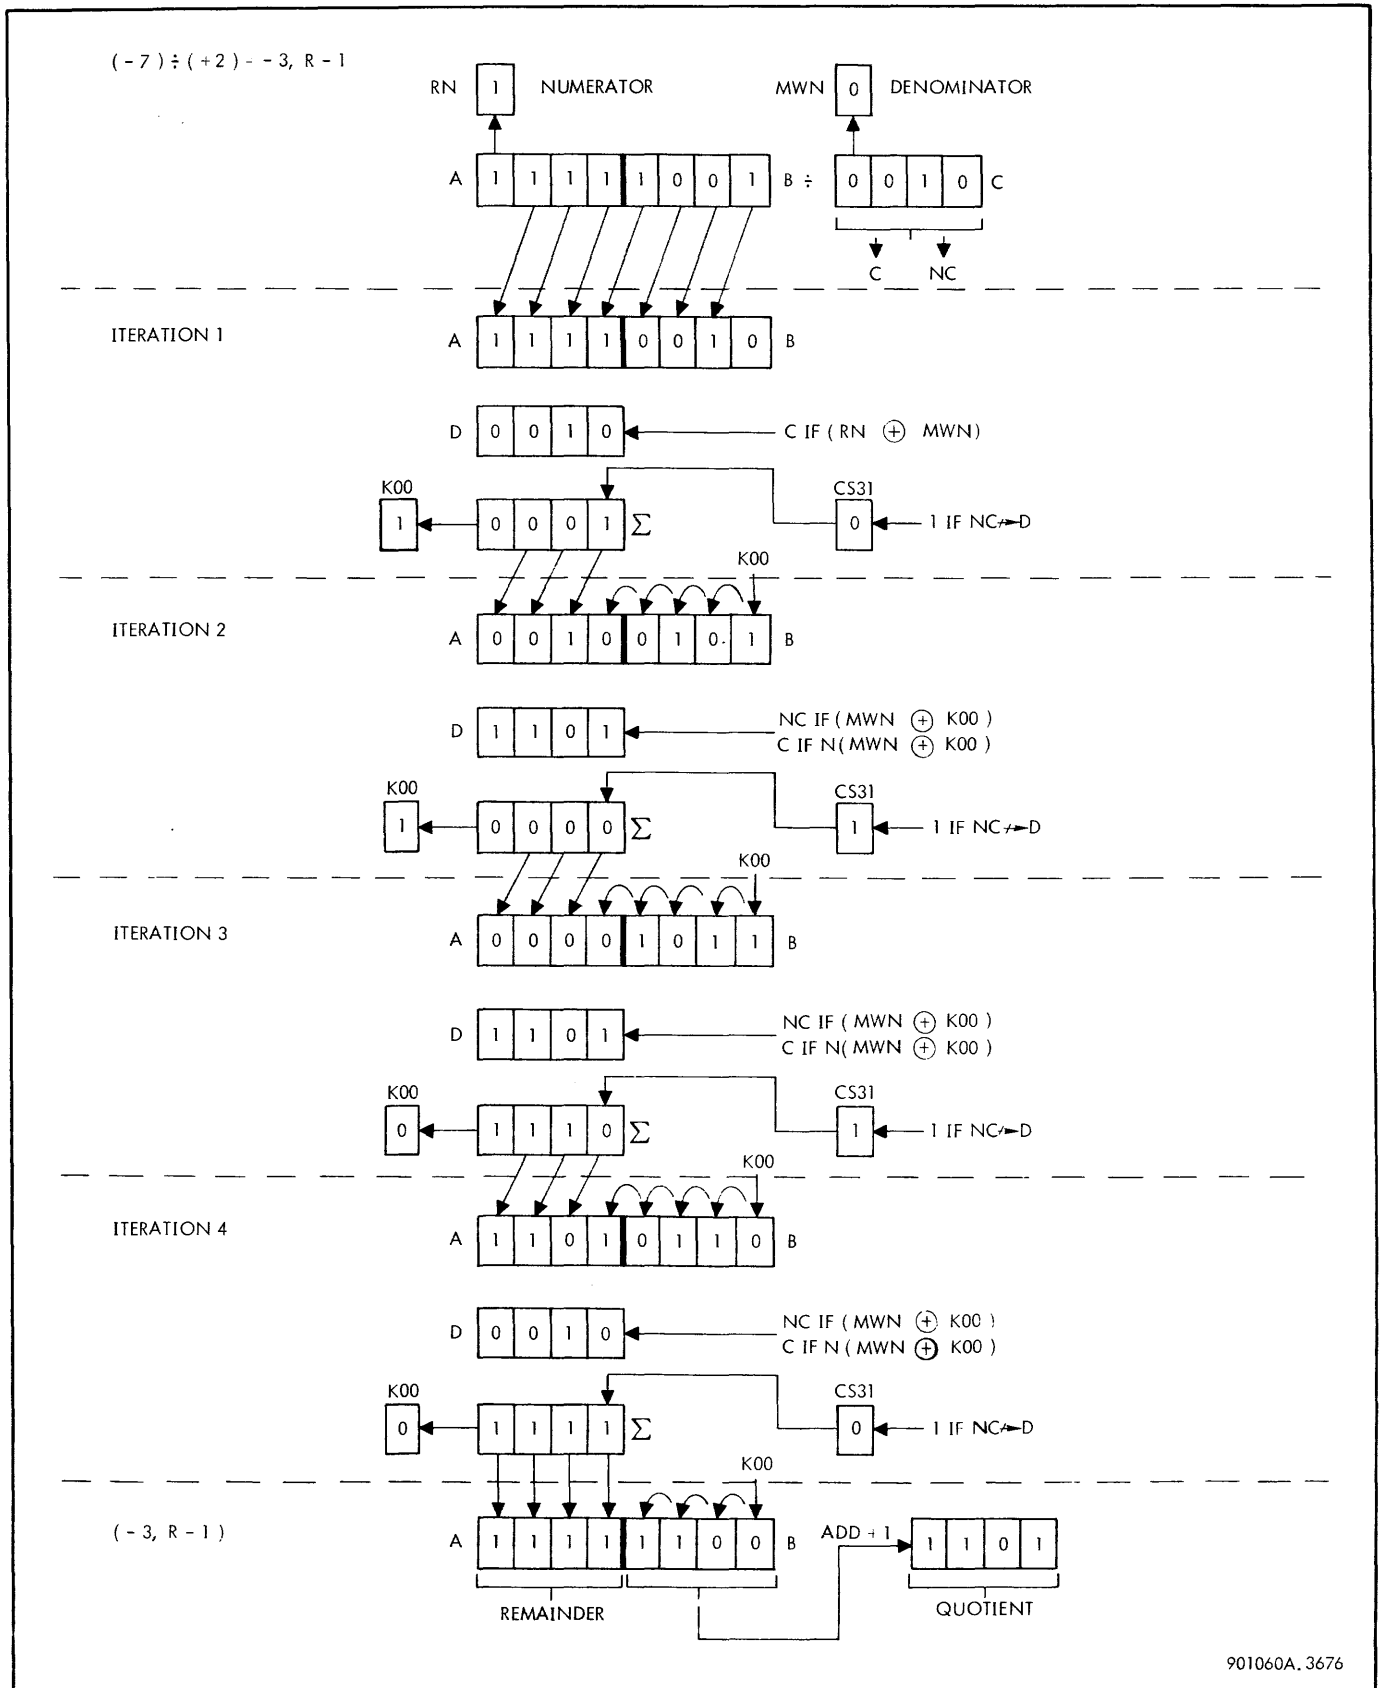 ( - 7 ) ÷ ( + 2 ) - - 3, R - 1
RN 1 NUMERATOR MWN 0 DENOMINATOR
A 1 1 1 1 1 0 0 1 B ÷ 0 0 1 0 C
C NC
ITERATION 1 A 1 1 1 1 0 0 1 0 B
D 0 0 1 0 C IF ( RN ⊕ MWN)
K00 CS31
1 0 0 0 1 Σ 0 1 IF NC↛D
K00
ITERATION 2 A 0 0 1 0 0 1 0 1 B
D 1 1 0 1 NC IF ( MWN ⊕ K00 )
C IF N( MWN ⊕ K00 )
K00 CS31
1 0 0 0 0 Σ 1 1 IF NC↛D
K00
ITERATION 3 A 0 0 0 0 1 0 1 1 B
D 1 1 0 1 NC IF ( MWN ⊕ K00 )
C IF N( MWN ⊕ K00 )
K00 CS31
0 1 1 1 0 Σ 1 1 IF NC↛D
K00
ITERATION 4 A 1 1 0 1 0 1 1 0 B
D 0 0 1 0 NC IF ( MWN ⊕ K00 )
C IF N ( MWN ⊕ K00 )
K00 CS31
0 1 1 1 1 Σ 0 1 IF NC↛D
K00
( - 3, R - 1 ) A 1 1 1 1 1 1 0 0 B ADD + 1 1 1 0 1
REMAINDER QUOTIENT
901060A. 3676